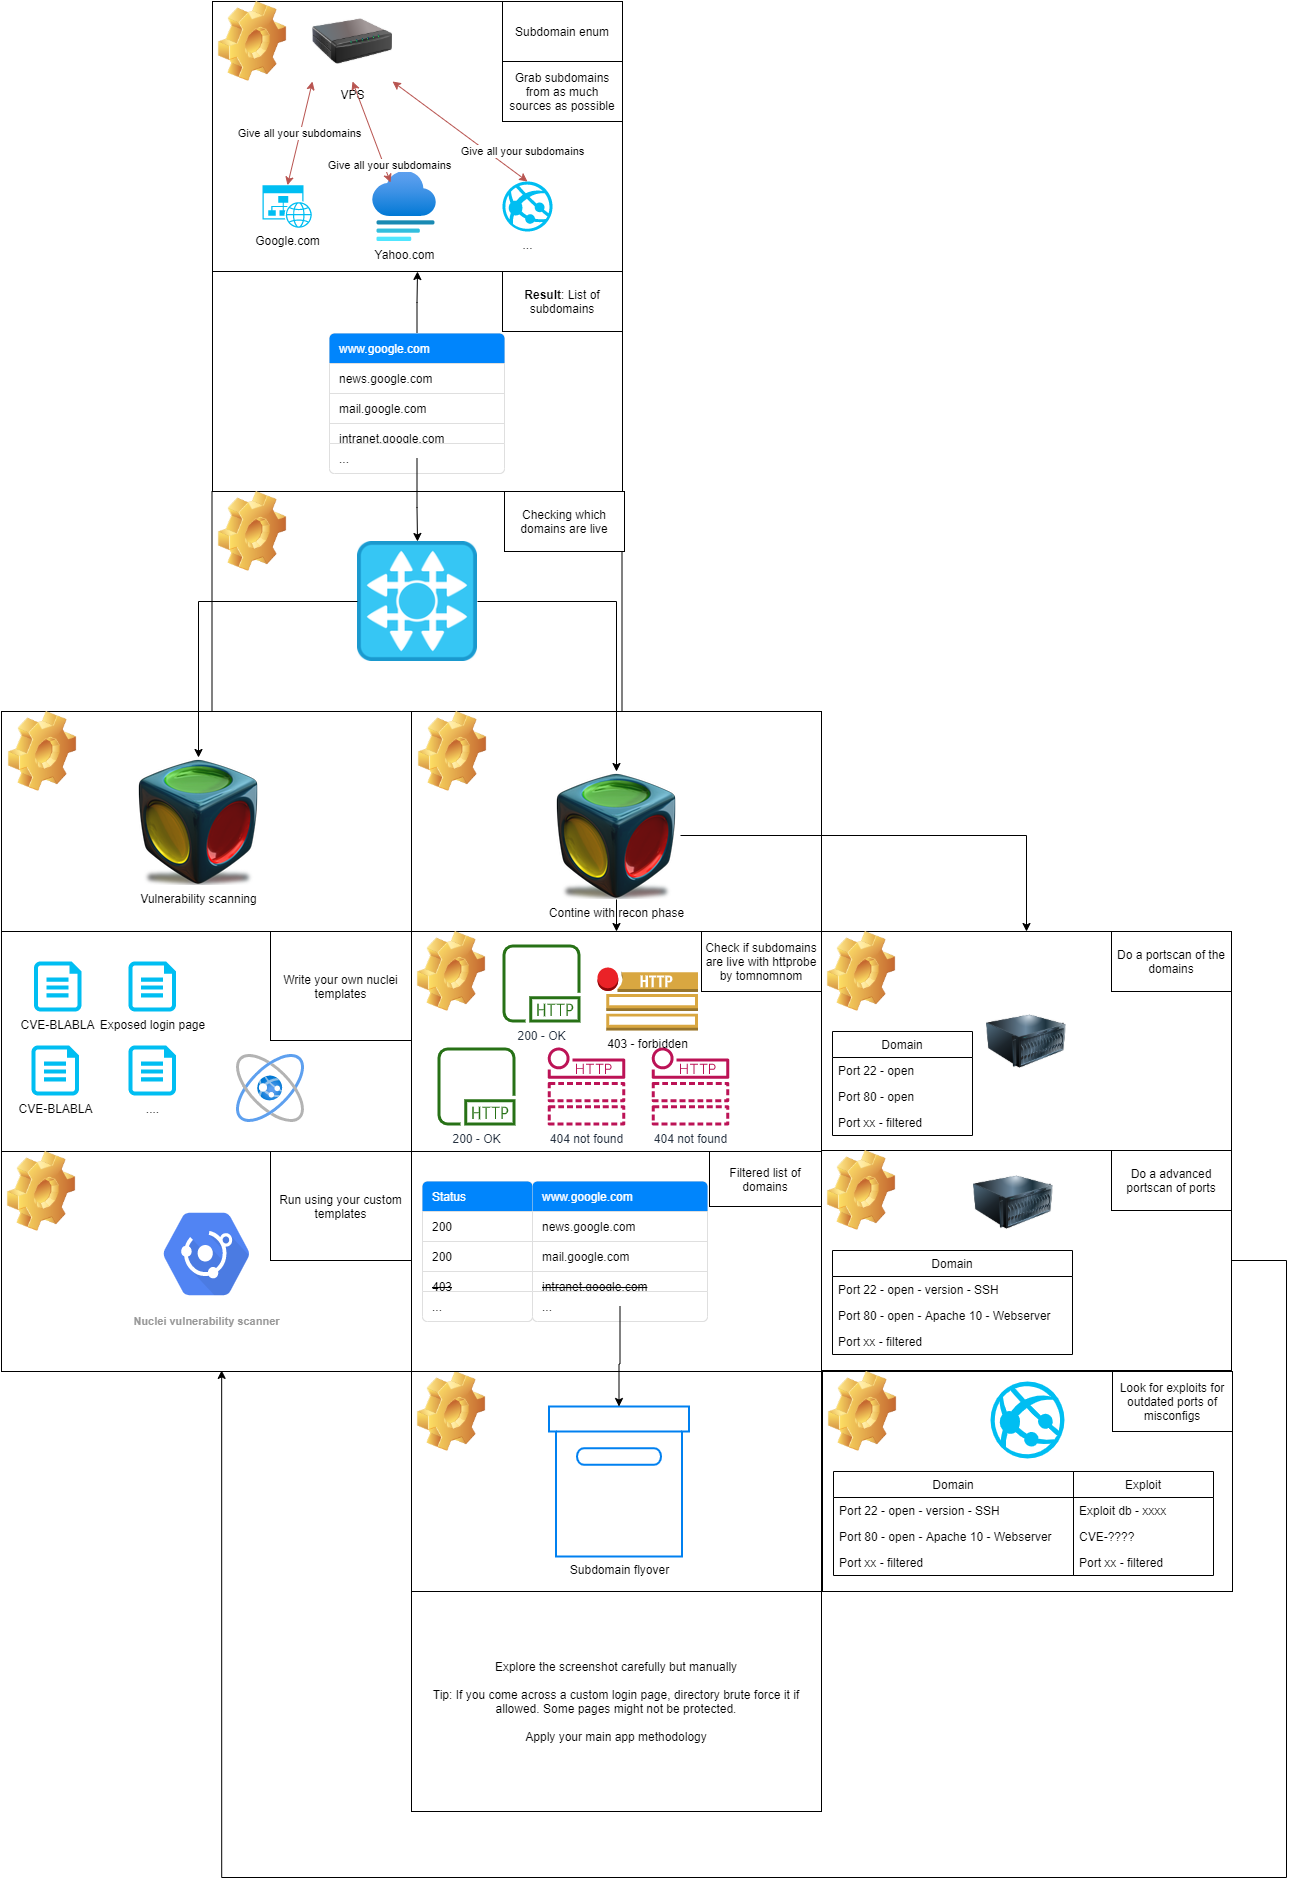 Subdomain enum
Grab subdomains
from as much
sources as possible
VPS
Give all your subdomains
Give all your subdomains
Give all your subdomains
Google.com
Yahoo.com
...
Result: List of
subdomains
www.google.com
news.google.com
mail.google.com
intranet.google.com
...
Checking which
domains are live
Vulnerability scanning
Contine with recon phase
Write your own nuclei
templates
CVE-BLABLA
Exposed login page
CVE-BLABLA
....
Check if subdomains
are live with httprobe
by tomnomnom
HTTP
200 - OK
HTTP
403 - forbidden
HTTP
200 - OK
HTTP
404 not found
HTTP
404 not found
Do a portscan of the
domains
Domain
Port 22 - open
Port 80 - open
Port xx - filtered
Run using your custom
templates
Nuclei vulnerability scanner
Filtered list of
domains
Status
www.google.com
200
news.google.com
200
mail.google.com
403
intranet.google.com
...
...
Do a advanced
portscan of ports
Domain
Port 22 - open - version - SSH
Port 80 - open - Apache 10 - Webserver
Port xx - filtered
Subdomain flyover
Look for exploits for
outdated ports of
misconfigs
Domain
Exploit
Port 22 - open - version - SSH
Exploit db - xxxx
Port 80 - open - Apache 10 - Webserver
CVE-????
Port xx - filtered
Port xx - filtered
Explore the screenshot carefully but manually
Tip: If you come across a custom login page, directory brute force it if
allowed. Some pages might not be protected.
Apply your main app methodology